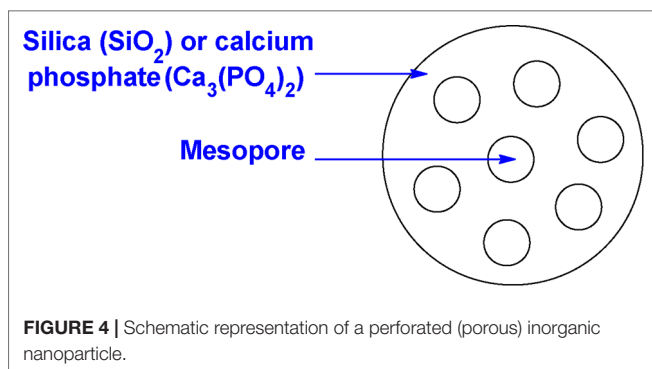 Silica (SiO₂) or calcium
phosphate (Ca₃(PO₄)₂)
Mesopore
FIGURE 4 | Schematic representation of a perforated (porous) inorganic
nanoparticle.